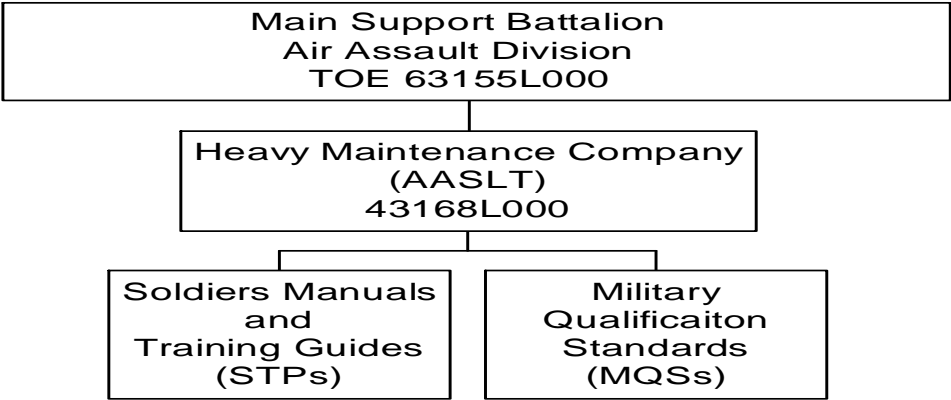 Main Support Battalion
Air Assault Division
TOE 63155L000
Heavy Maintenance Company
(AASLT)
43168L000
Soldiers Manuals
and
Training Guides
(STPs)
Military
Qualificaiton
Standards
(MQSs)